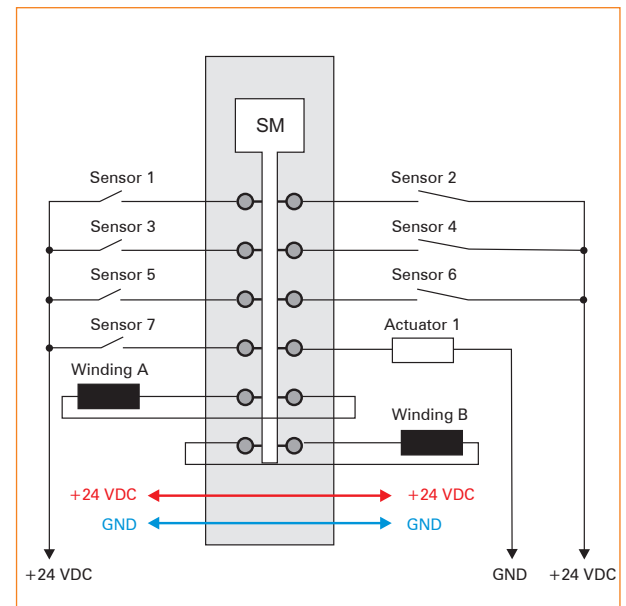 SM
Sensor 1
Sensor 2
Sensor 3
Sensor 4
Sensor 5
Sensor 6
Sensor 7
Actuator 1
Winding A
Winding B
+24 VDC
+24 VDC
GND
GND
+24 VDC
GND
+24 VDC